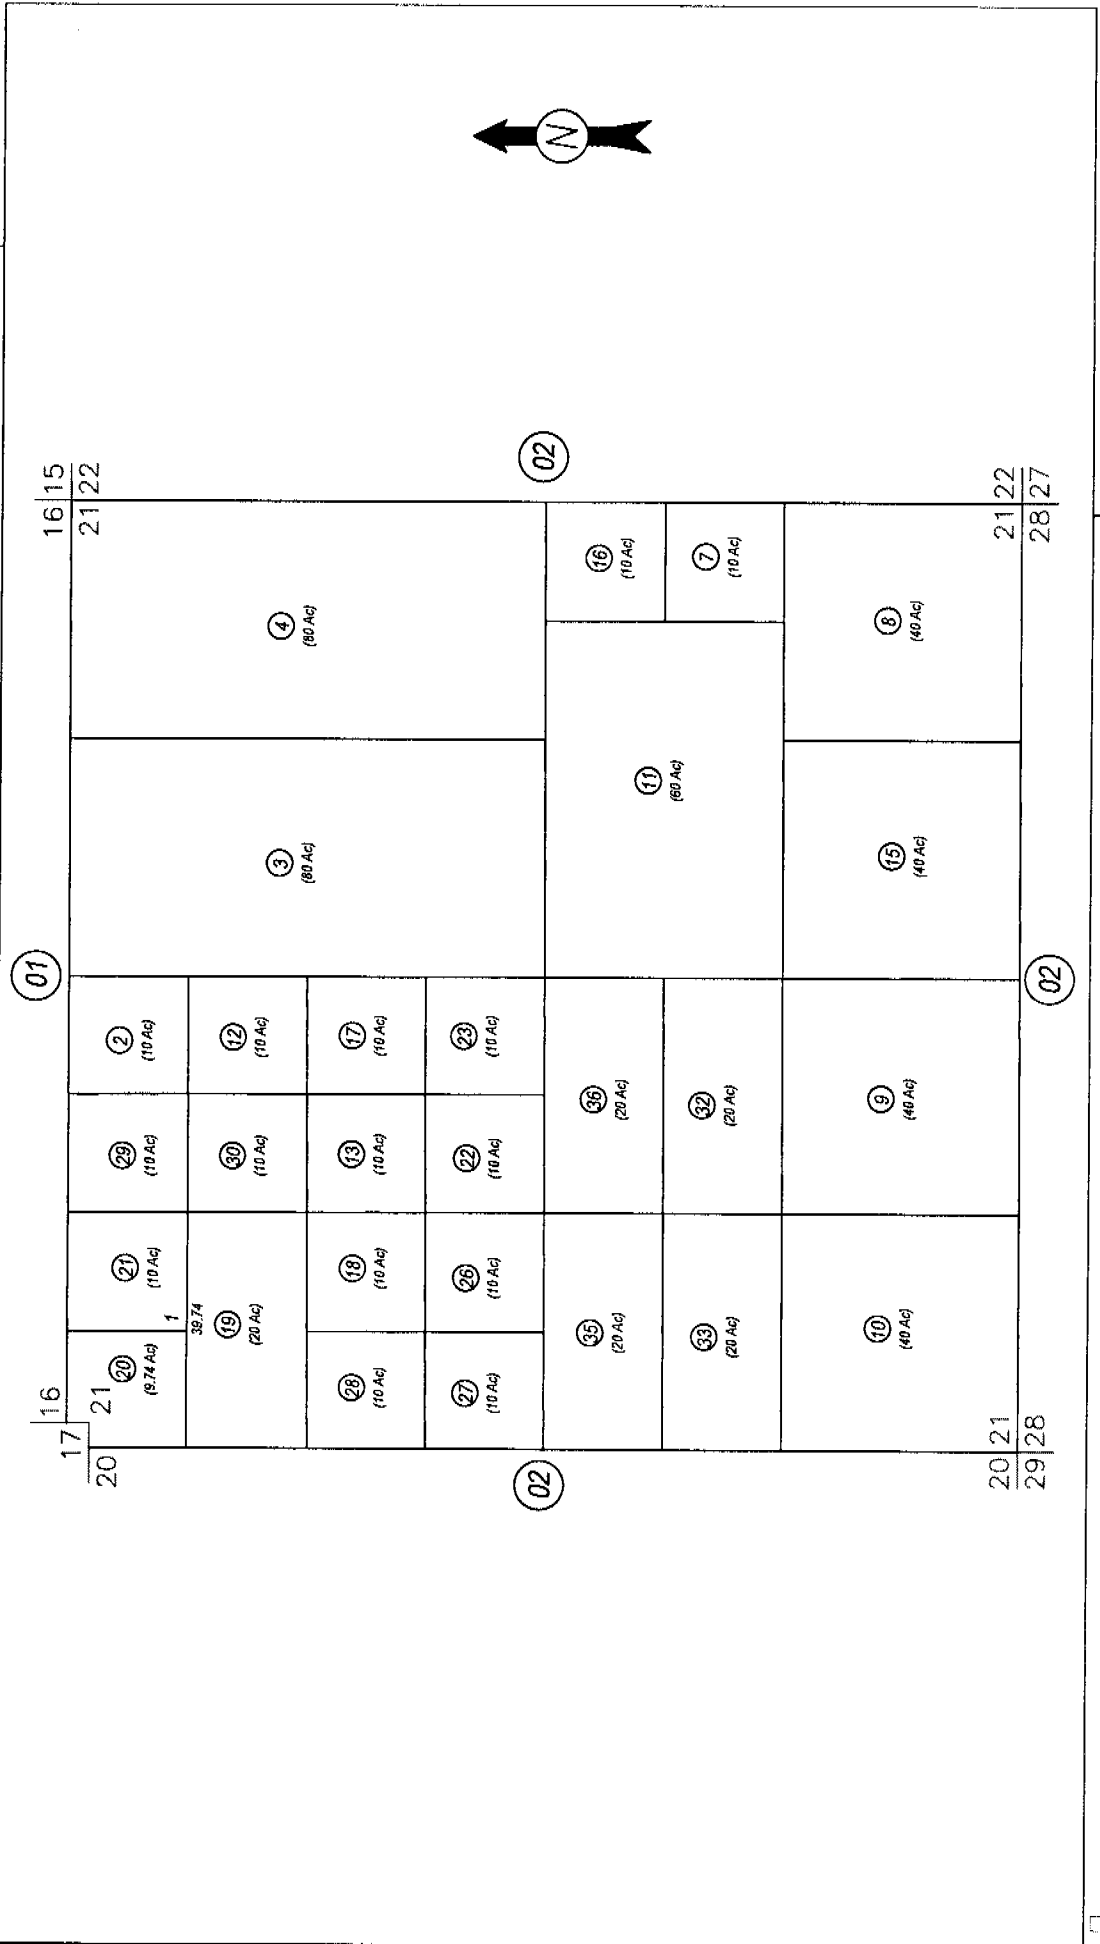 01
17 16
20 21
16 15
21 22
20
(9.74 Ac)
21
(10 Ac)
29
(10 Ac)
2
(10 Ac)
1
39.74
19
(20 Ac)
30
(10 Ac)
12
(10 Ac)
3
(80 Ac)
4
(80 Ac)
28
(10 Ac)
18
(10 Ac)
13
(10 Ac)
17
(10 Ac)
27
(10 Ac)
26
(10 Ac)
22
(10 Ac)
23
(10 Ac)
02
02
N
35
(20 Ac)
36
(20 Ac)
11
(60 Ac)
16
(10 Ac)
33
(20 Ac)
32
(20 Ac)
7
(10 Ac)
10
(40 Ac)
9
(40 Ac)
15
(40 Ac)
8
(40 Ac)
20 21
29 28
21 22
28 27
02